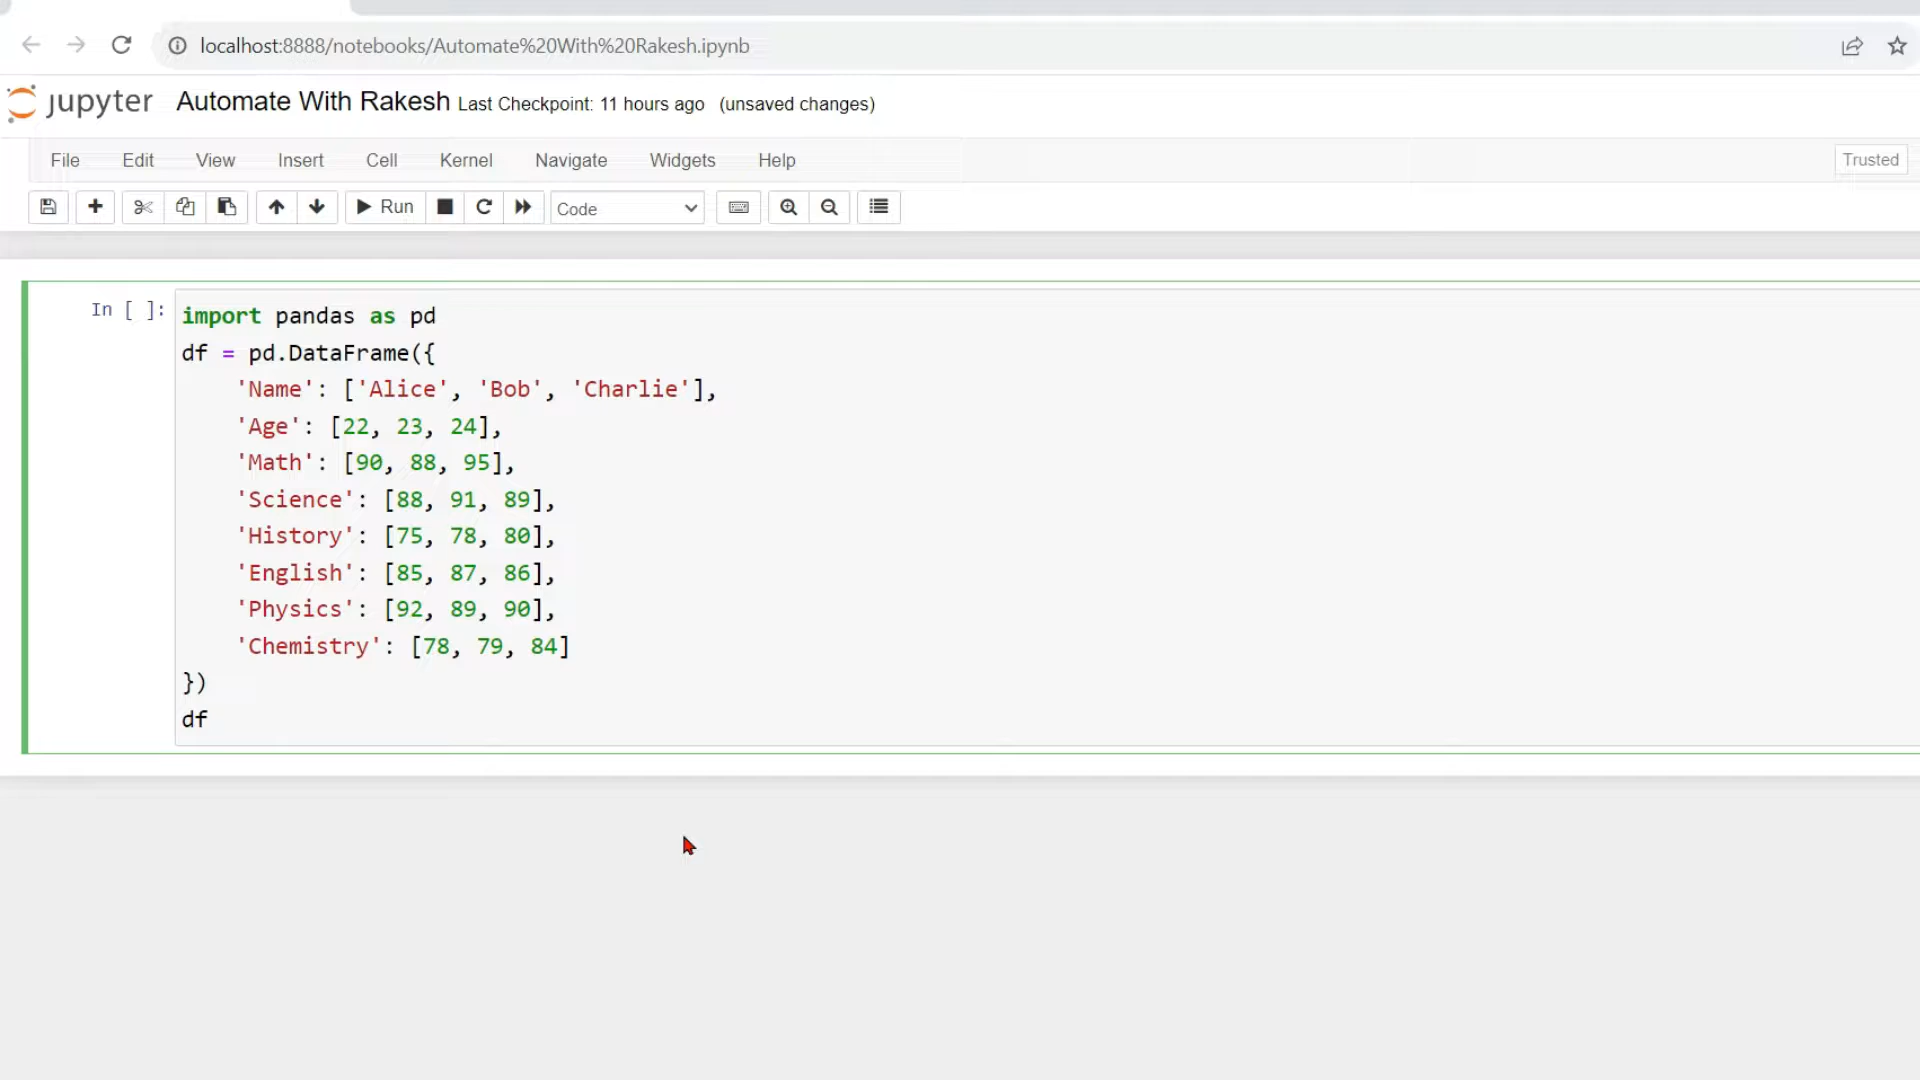 localhost:8888/notebooks/Automate%20With%20Rakesh.ipynb
jupyter Automate With Rakesh Last Checkpoint: 11 hours ago (unsaved changes)
File Edit View Insert Cell Kernel Navigate Widgets Help Trusted
Run Code
In [ ]: import pandas as pd
df = pd.DataFrame({
    'Name': ['Alice', 'Bob', 'Charlie'],
    'Age': [22, 23, 24],
    'Math': [90, 88, 95],
    'Science': [88, 91, 89],
    'History': [75, 78, 80],
    'English': [85, 87, 86],
    'Physics': [92, 89, 90],
    'Chemistry': [78, 79, 84]
})
df